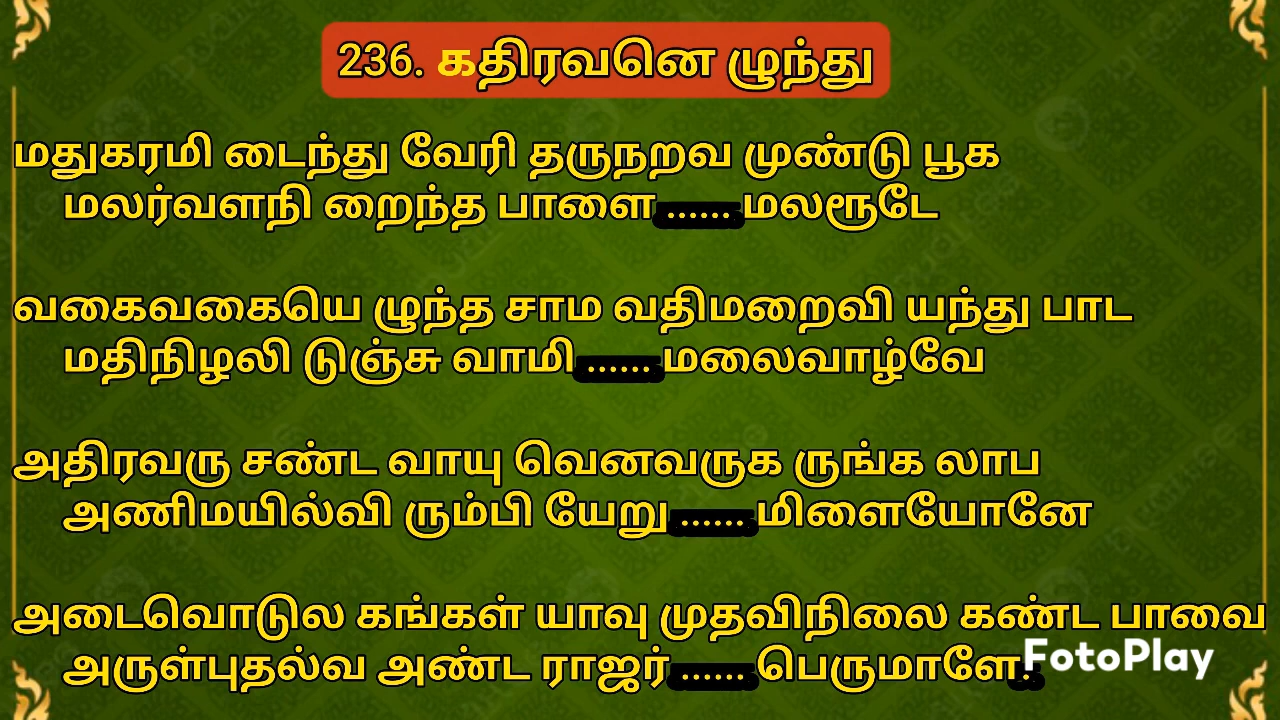 236. கதிரவனெ ழுந்து
மதுகரமி டைந்து வேரி தருநறவ முண்டு பூக
மலர்வளநி றைந்த பாளை ...... மலரூடே
வகைவகையெ ழுந்த சாம வதிமறைவி யந்து பாட
மதிநிழலி டுஞ்சு வாமி ...... மலைவாழ்வே
அதிரவரு சண்ட வாயு வெனவருக ருங்க லாப
அணிமயில்வி ரும்பி யேறு ...... மிளையோனே
அடைவொடுல கங்கள் யாவு முதவிநிலை கண்ட பாவை
அருள்புதல்வ அண்ட ராஜர் ...... பெருமாளே.
FotoPlay